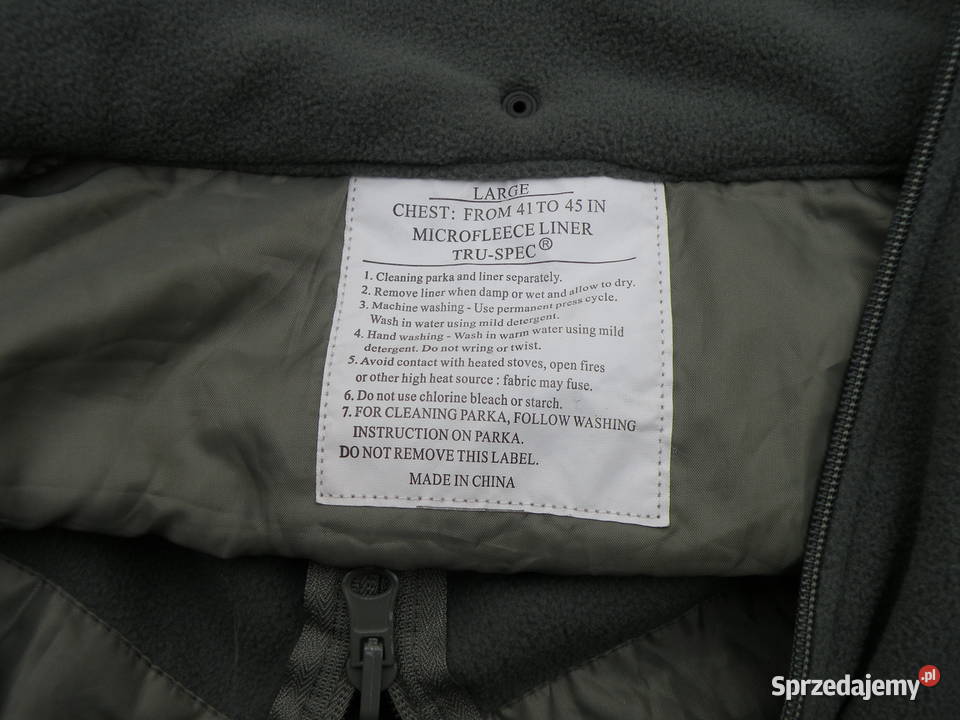 LARGE
CHEST: FROM 41 TO 45 IN
MICROFLEECE LINER
TRU-SPEC®
1. Cleaning parka and liner separately.
2. Remove liner when damp or wet and allow to dry.
3. Machine washing - Use permanent press cycle.
Wash in water using mild detergent.
4. Hand washing - Wash in warm water using mild
detergent. Do not wring or twist.
5. Avoid contact with heated stoves, open fires
or other high heat source : fabric may fuse.
6. Do not use chlorine bleach or starch.
7. FOR CLEANING PARKA, FOLLOW WASHING
INSTRUCTION ON PARKA.
DO NOT REMOVE THIS LABEL.
MADE IN CHINA
Sprzedajemy.pl